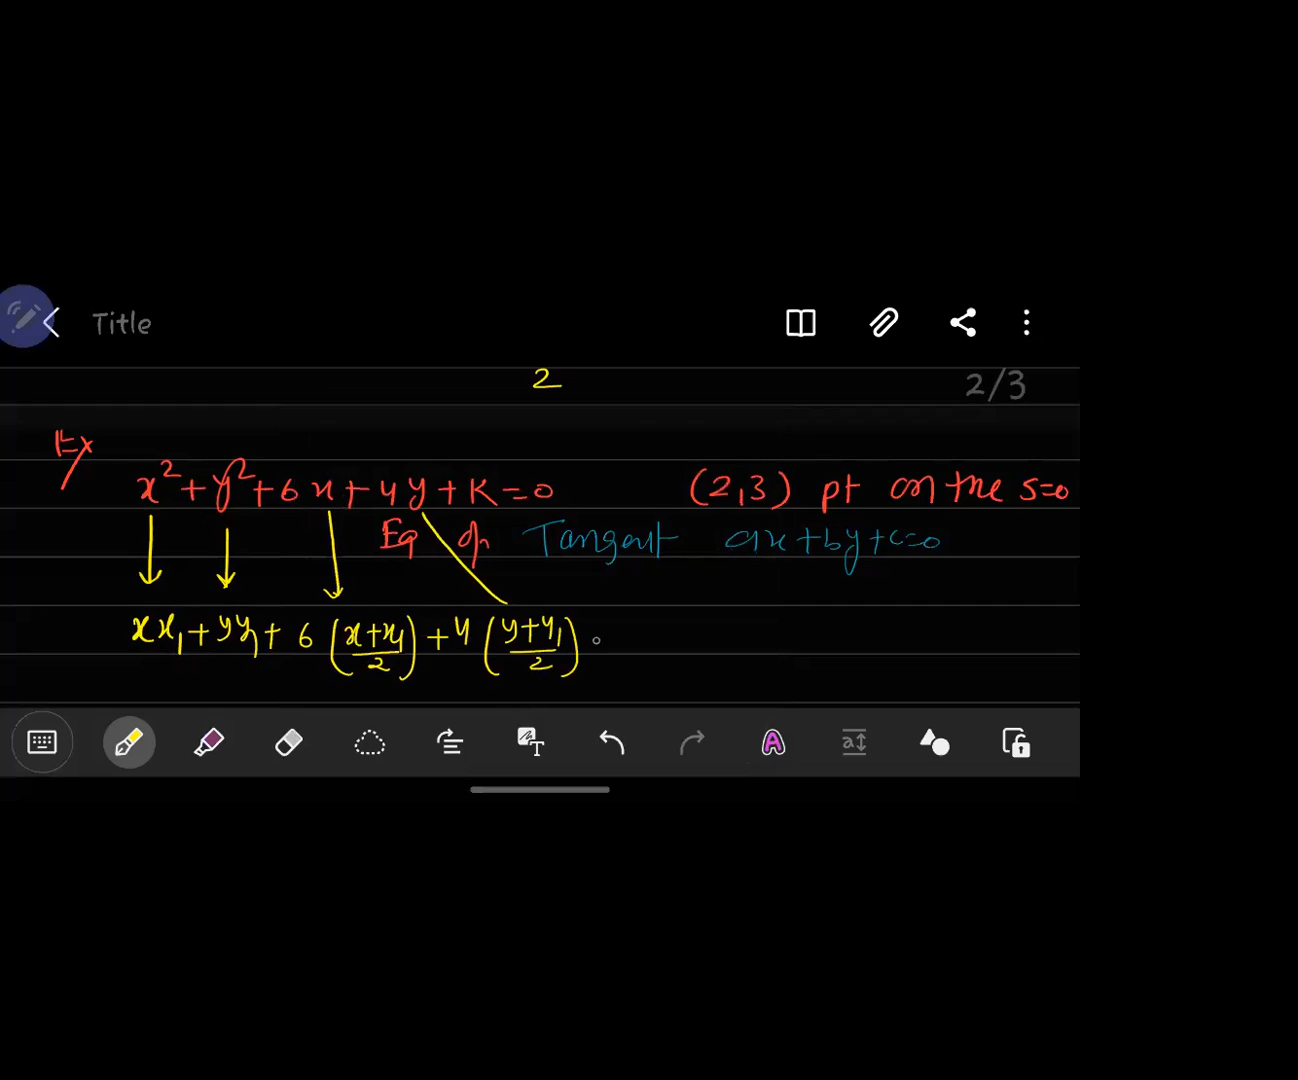 Title
2
2/3
Ex
x²+y²+6x+4y+K=0 (2,3) pt on the S=0
Eq of Tangent ax+by+c=0
xx₁+yy₁+ 6 (x+x₁/2) +4 (y+y₁/2)
T
A
a